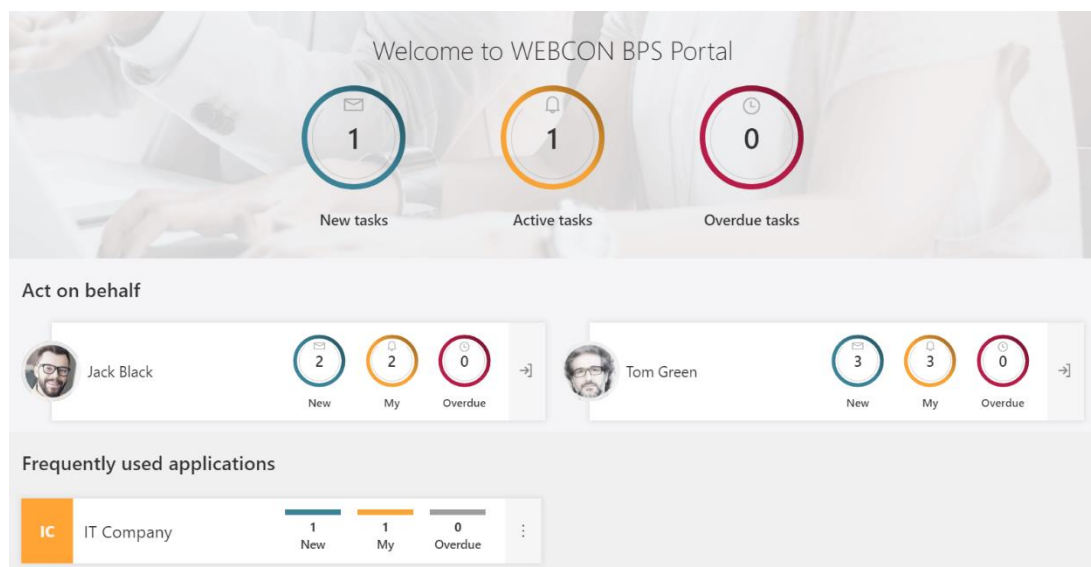 Welcome to WEBCON BPS Portal
1 1 0
New tasks Active tasks Overdue tasks
Act on behalf
Jack Black 2 2 0 Tom Green 3 3 0
New My Overdue New My Overdue
Frequently used applications
IC IT Company 1 1 0
New My Overdue